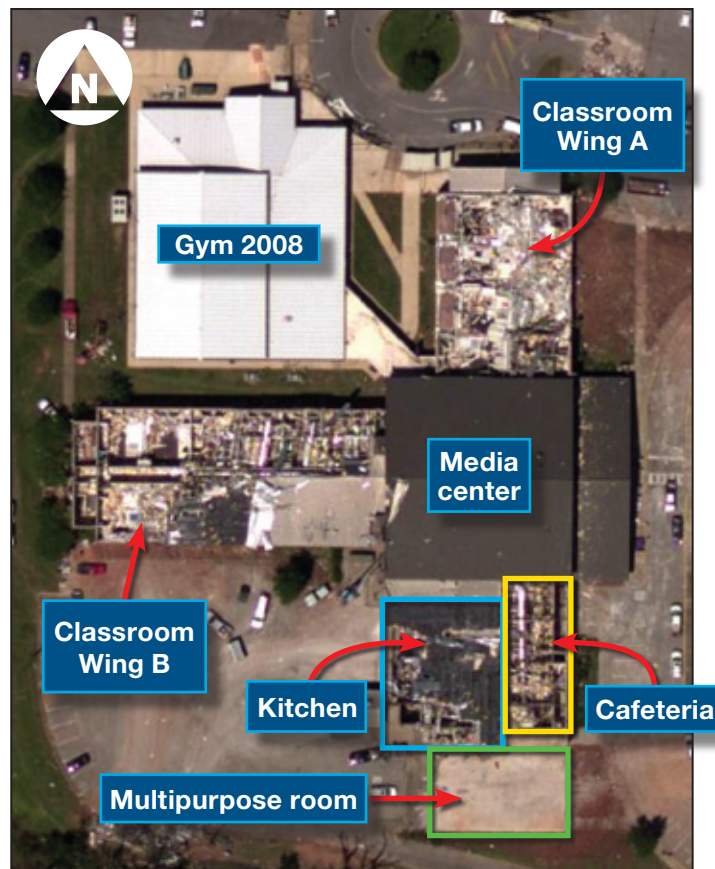 N
Classroom
Wing A
Gym 2008
Media
center
Classroom
Wing B
Kitchen
Cafeteria
Multipurpose room